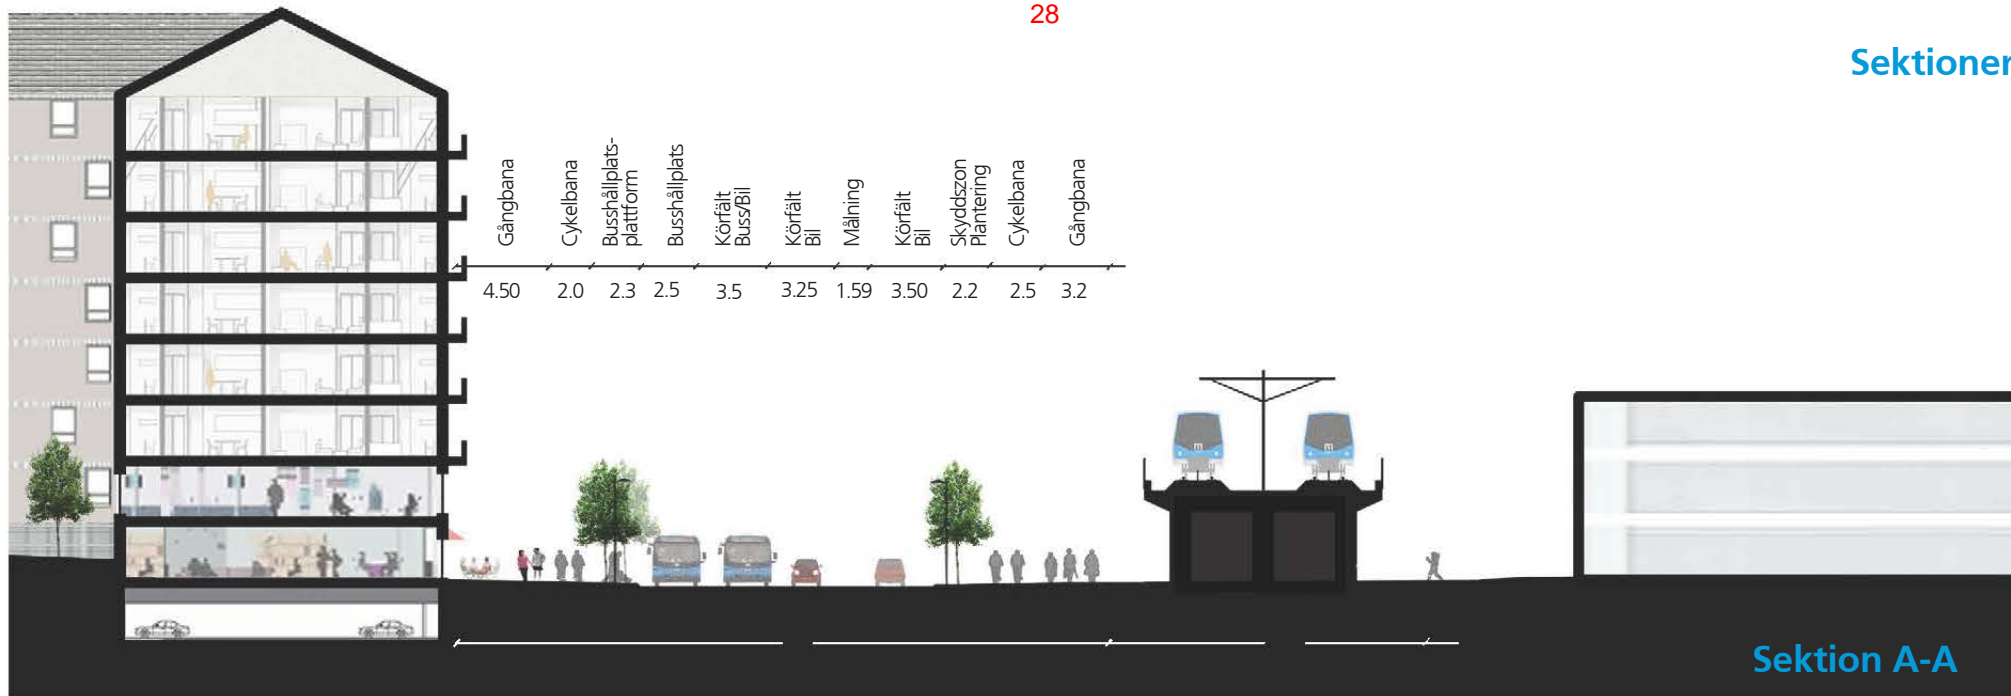 28
Sektioner
Gångbana
Cykelbana
Busshållplats-
plattform
Busshållplats
Körfält
Buss/Bil
Körfält
Bil
Målning
Körfält
Bil
Skyddszon
Plantering
Cykelbana
Gångbana
4.50 2.0 2.3 2.5 3.5 3.25 1.59 3.50 2.2 2.5 3.2
Sektion A-A